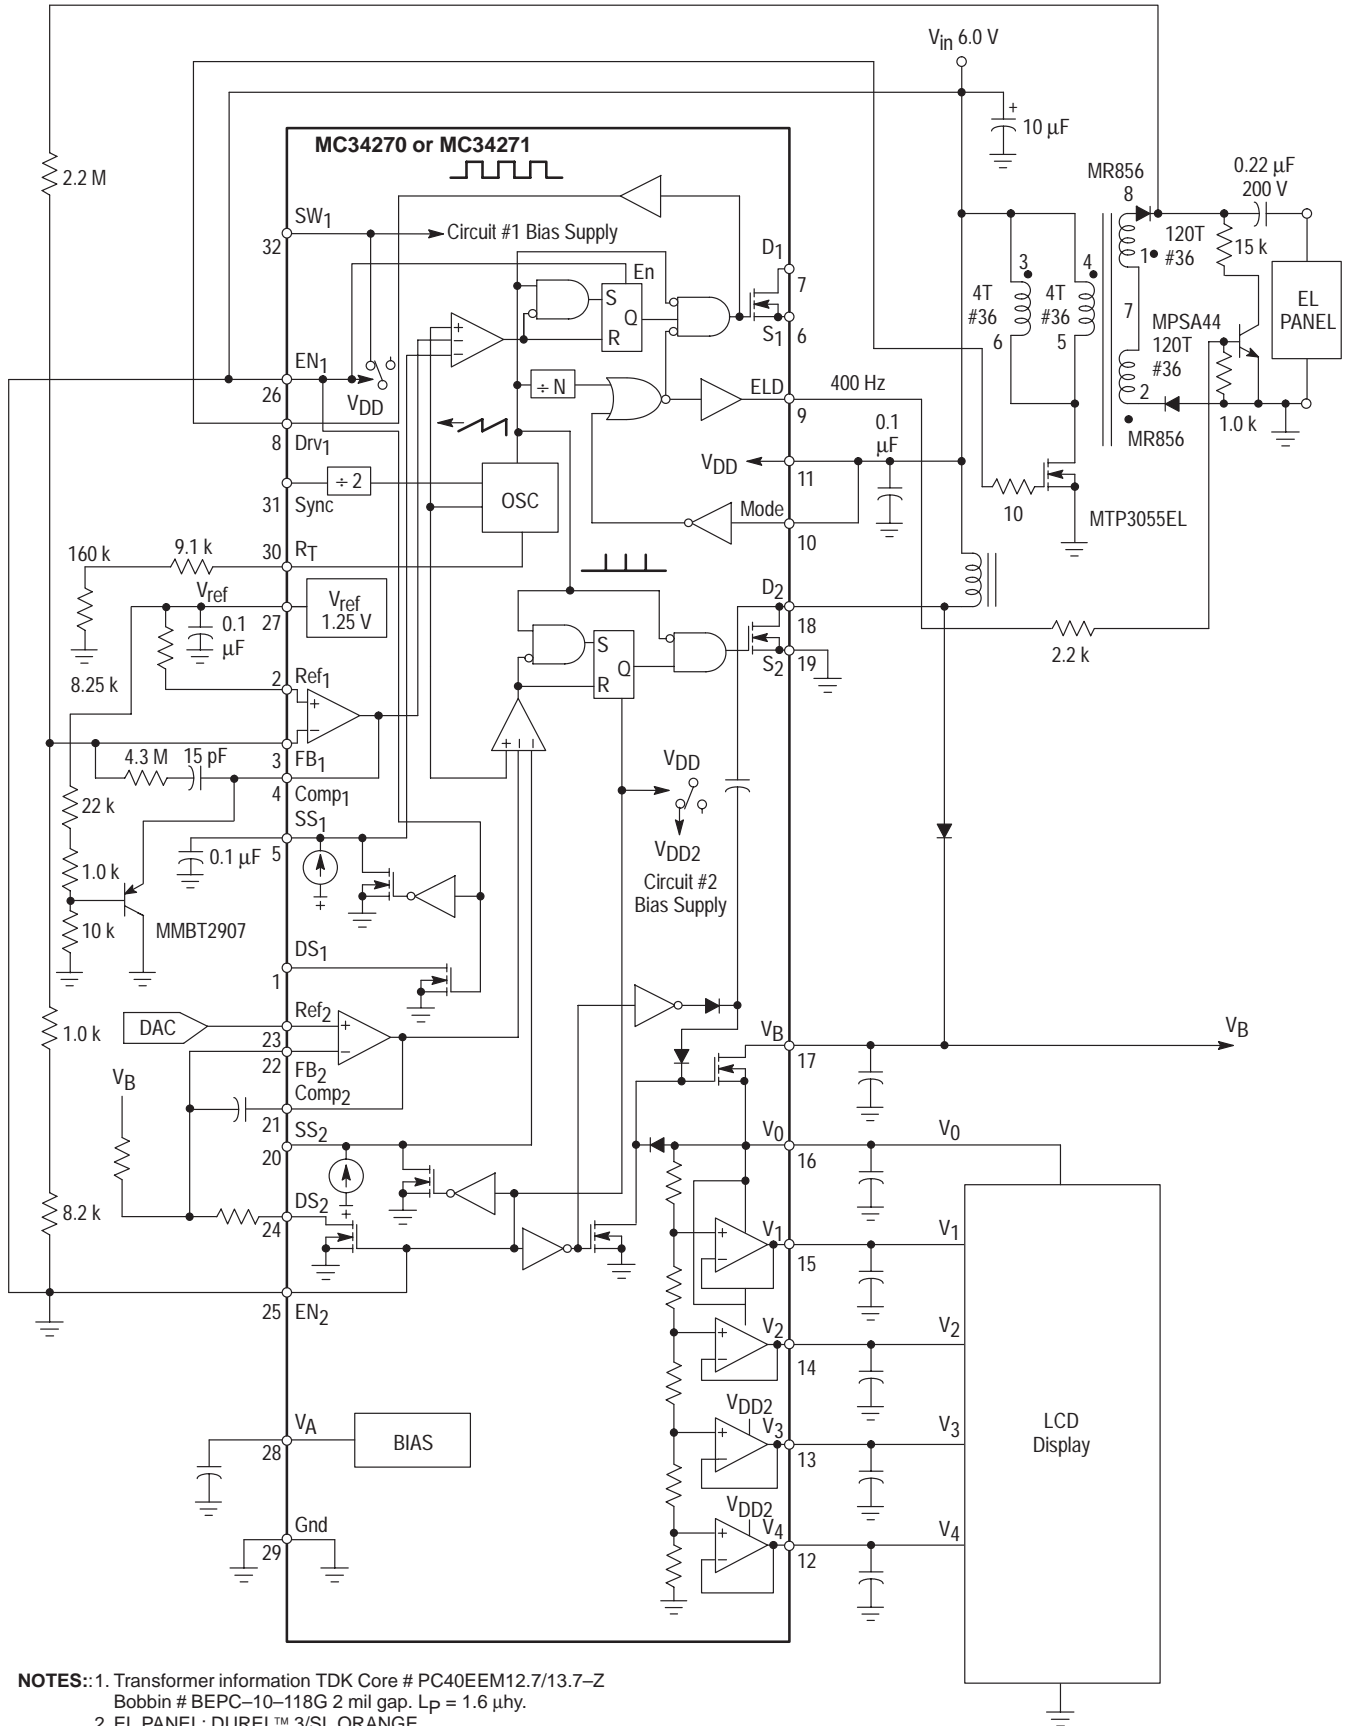 Vin 6.0 V
+
10 µF
MC34270 or MC34271
2.2 M
MR856
8
0.22 µF
200 V
SW1
32
Circuit #1 Bias Supply
D1
7
En
S
Q
R
S1
6
3
4
4T
#36
4T
#36
6
5
1
120T
#36
15 k
7
EL
PANEL
MPSA44
120T
#36
2
+
−
−
EN1
26
VDD
÷ N
ELD
9
400 Hz
1.0 k
MR856
8
Drv1
0.1
µF
VDD
11
÷ 2
31
Sync
OSC
Mode
10
10
MTP3055EL
160 k
9.1 k
30
RT
Vref
27
Vref
1.25 V
0.1
µF
D2
18
S
Q
R
S2
19
2.2 k
8.25 k
2
Ref1
+
−
3
FB1
4.3 M
15 pF
4
Comp1
+
−
−
VDD
VDD2
Circuit #2
Bias Supply
22 k
SS1
5
0.1 µF
+
1.0 k
10 k
MMBT2907
DS1
1
DAC
Ref2
23
+
−
22
FB2
1.0 k
VB
17
VB
VB
Comp2
21
SS2
20
V0
16
V0
+
DS2
24
8.2 k
+
−
V1
15
V1
25
EN2
+
−
V2
14
V2
VA
28
BIAS
VDD2
+
−
V3
13
V3
LCD
Display
Gnd
29
VDD2
+
−
V4
12
V4
NOTES::1. Transformer information TDK Core # PC40EEM12.7/13.7–Z
Bobbin # BEPC–10–118G 2 mil gap. LP = 1.6 µhy.
2. EL PANEL: DUREL™ 3/SL ORANGE